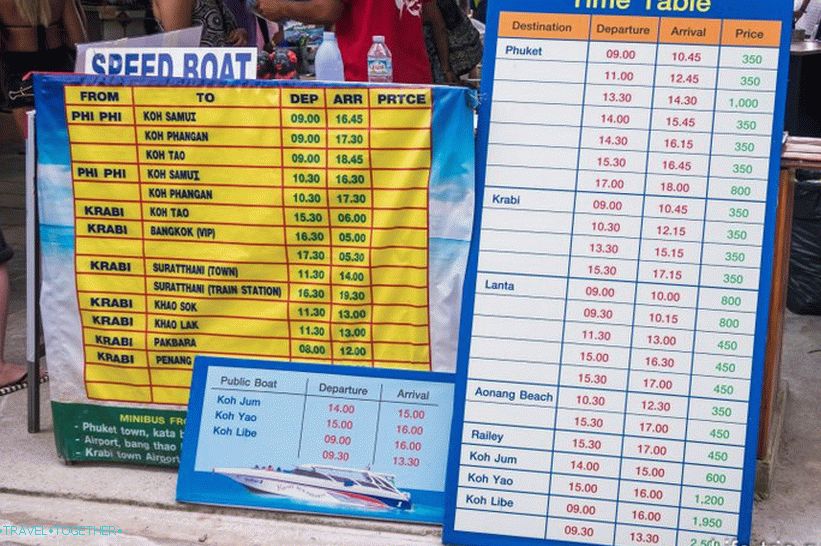 SPEED BOAT
FROM TO DEP ARR PRTCE
PHI PHI KOH SAMUI 09.00 16.45
KOH PHANGAN 09.00 17.30
KOH TAO 09.00 18.45
PHI PHI KOH SAMUI 10.30 16.30
KOH PHANGAN 10.30 17.30
KRABI KOH TAO 15.30 06.00
KRABI BANGKOK (VIP) 16.30 05.00
17.30 05.30
KRABI SURATTHANI (TOWN) 11.30 14.00
SURATTHANI (TRAIN STATION) 16.30 19.30
KRABI KHAO SOK 11.30 13.00
KRABI KHAO LAK 11.30 13.00
KRABI PAKBARA 08.00 12.00
KRABI PENANG
MINIBUS
- Phuket town, kata
- Airport, bang thao
- Krabi town Airport
Public Boat Departure Arrival
Koh Jum 14.00 15.00
Koh Yao 15.00 16.00
Koh Libe 09.00 16.00
09.30 13.30
Time Table
Destination Departure Arrival Price
Phuket 09.00 10.45 350
11.00 12.45 350
13.30 14.30 1,000
14.00 15.45 350
14.30 16.15 350
15.30 16.45 350
17.00 18.00 800
Krabi 09.00 10.45 350
10.30 12.15 350
13.30 15.15 350
15.30 17.15 350
Lanta 09.00 10.00 800
09.30 10.15 800
11.30 13.00 450
15.00 16.30 450
15.30 17.00 450
Aonang Beach 10.30 12.30 350
15.30 17.00 450
Railey 15.30 17.00 450
Koh Jum 14.00 15.00 600
Koh Yao 15.00 16.00 1,200
Koh Libe 09.00 16.00 1,950
09.30 13.30 2,500
•TRAVEL•TOGETHER•